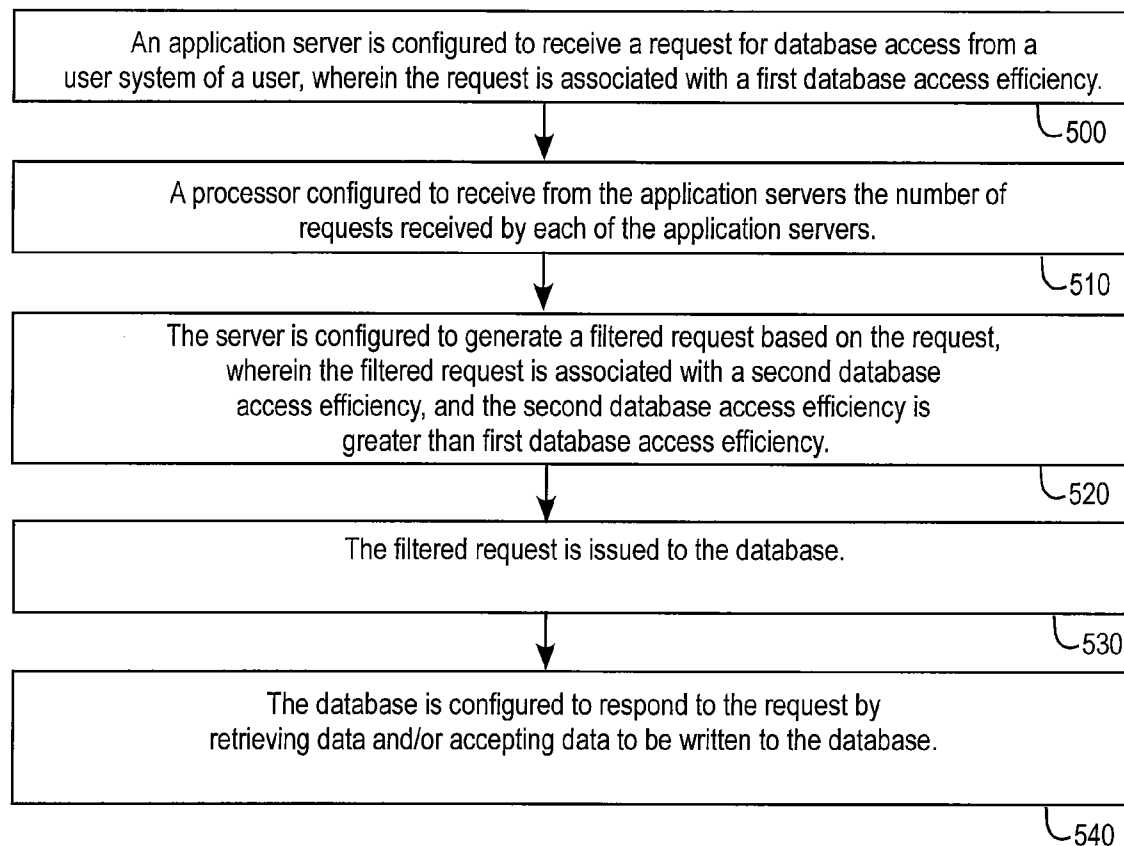 An application server is configured to receive a request for database access from a
user system of a user, wherein the request is associated with a first database access efficiency.
500
A processor configured to receive from the application servers the number of
requests received by each of the application servers.
510
The server is configured to generate a filtered request based on the request,
wherein the filtered request is associated with a second database
access efficiency, and the second database access efficiency is
greater than first database access efficiency.
520
The filtered request is issued to the database.
530
The database is configured to respond to the request by
retrieving data and/or accepting data to be written to the database.
540